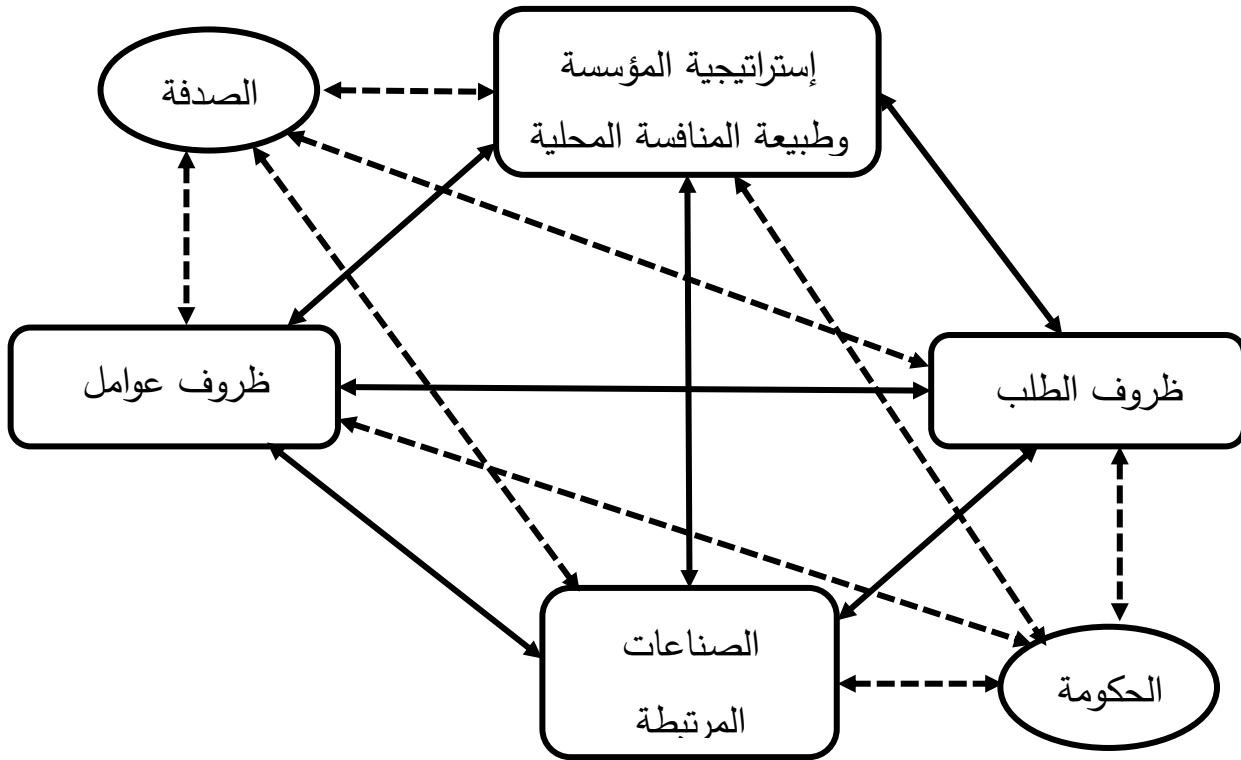 إستراتيجية المؤسسة
وطبيعة المنافسة المحلية
الصدفة
ظروف الطلب
ظروف عوامل
الصناعات
المرتبطة
الحكومة